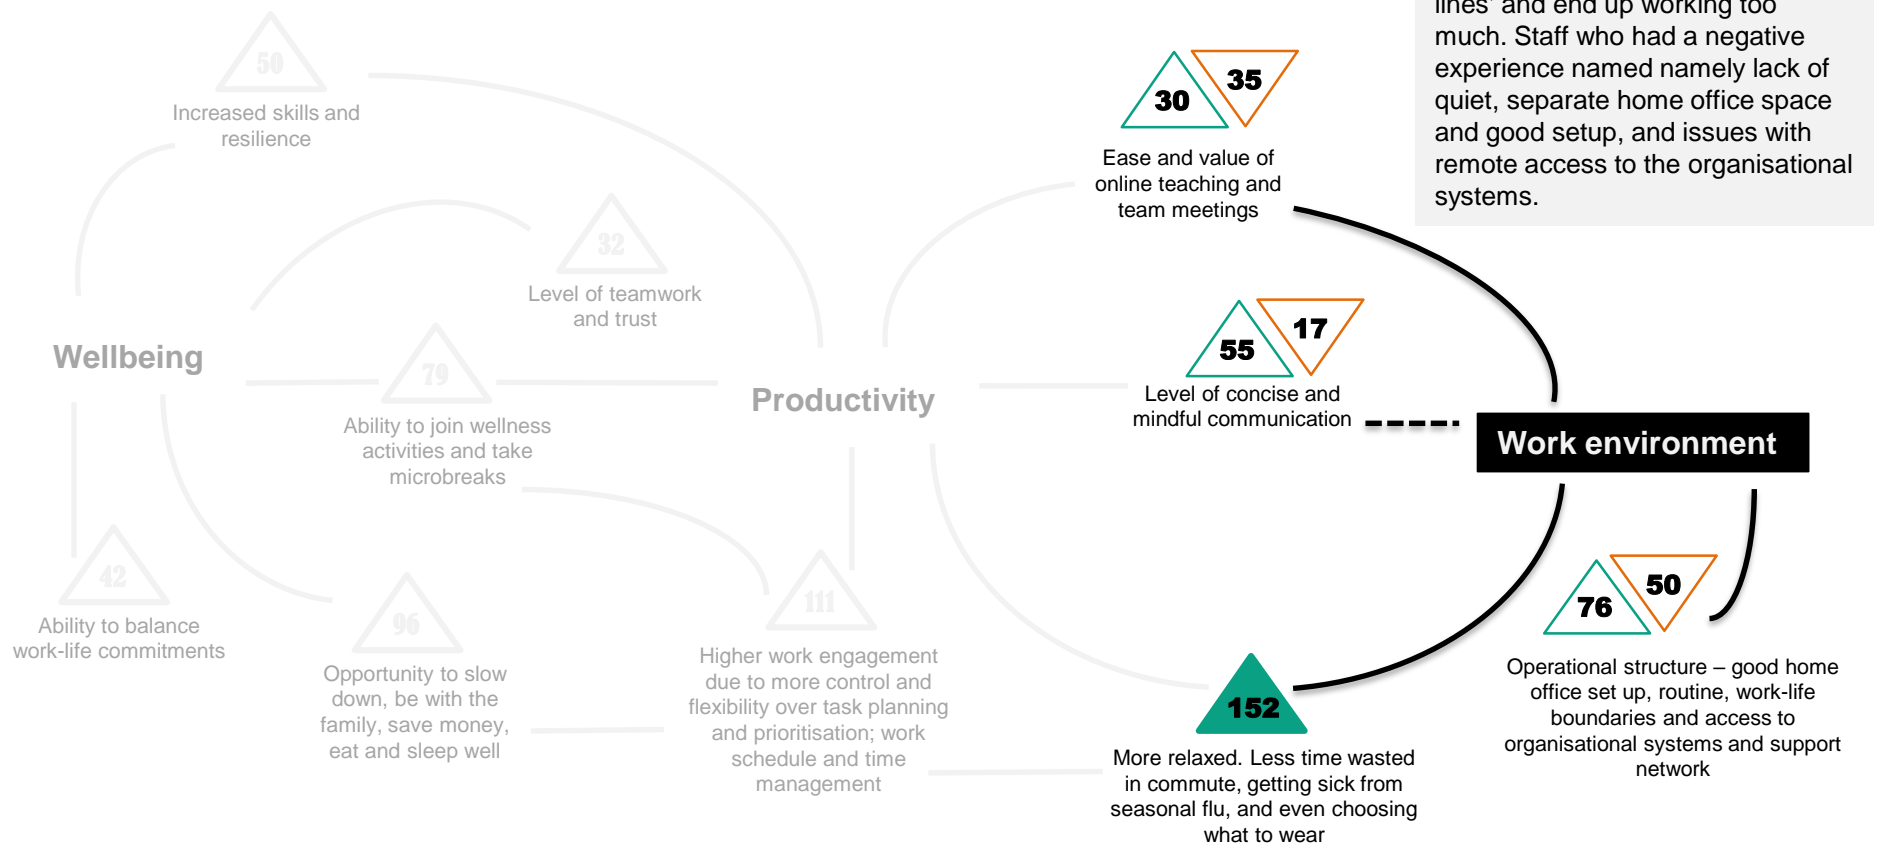 lines’ and end up working too
much. Staff who had a negative
experience named namely lack of
quiet, separate home office space
and good setup, and issues with
remote access to the organisational
systems.
50
Increased skills and
resilience
30
35
Ease and value of
online teaching and
team meetings
32
Level of teamwork
and trust
55
17
Level of concise and
mindful communication
Wellbeing
79
Ability to join wellness
activities and take
microbreaks
Productivity
Work environment
42
Ability to balance
work-life commitments
96
Opportunity to slow
down, be with the
family, save money,
eat and sleep well
111
Higher work engagement
due to more control and
flexibility over task planning
and prioritisation; work
schedule and time
management
152
More relaxed. Less time wasted
in commute, getting sick from
seasonal flu, and even choosing
what to wear
76
50
Operational structure – good home
office set up, routine, work-life
boundaries and access to
organisational systems and support
network